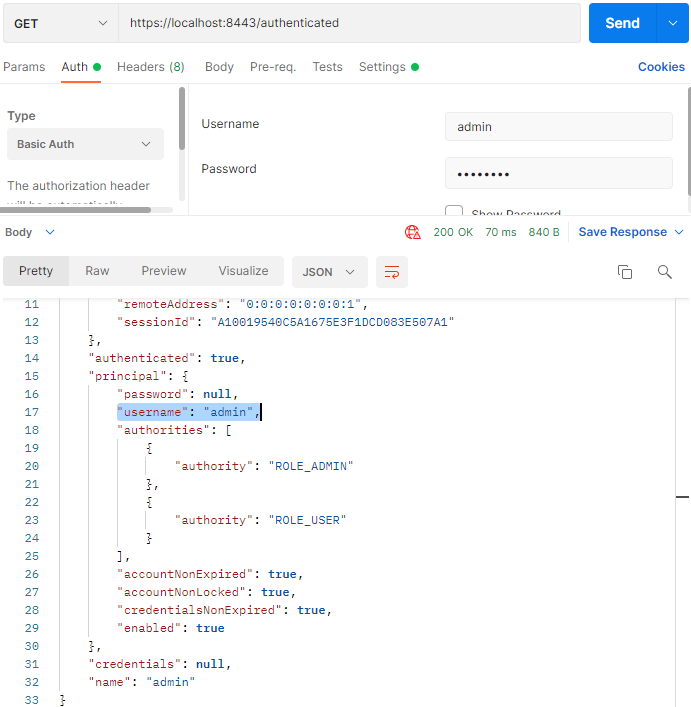 GET https://localhost:8443/authenticated Send
Params Auth Headers (8) Body Pre-req. Tests Settings Cookies
Type
Basic Auth
The authorization header
will be automatically
Username admin
Password ••••••••
Show Password
Body 200 OK 70 ms 840 B Save Response
Pretty Raw Preview Visualize JSON
11 "remoteAddress": "0:0:0:0:0:0:0:1",
12 "sessionId": "A10019540C5A1675E3F1DCD083E507A1"
13 },
14 "authenticated": true,
15 "principal": {
16 "password": null,
17 "username": "admin",
18 "authorities": [
19 {
20 "authority": "ROLE_ADMIN"
21 },
22 {
23 "authority": "ROLE_USER"
24 }
25 ],
26 "accountNonExpired": true,
27 "accountNonLocked": true,
28 "credentialsNonExpired": true,
29 "enabled": true
30 },
31 "credentials": null,
32 "name": "admin"
33 }